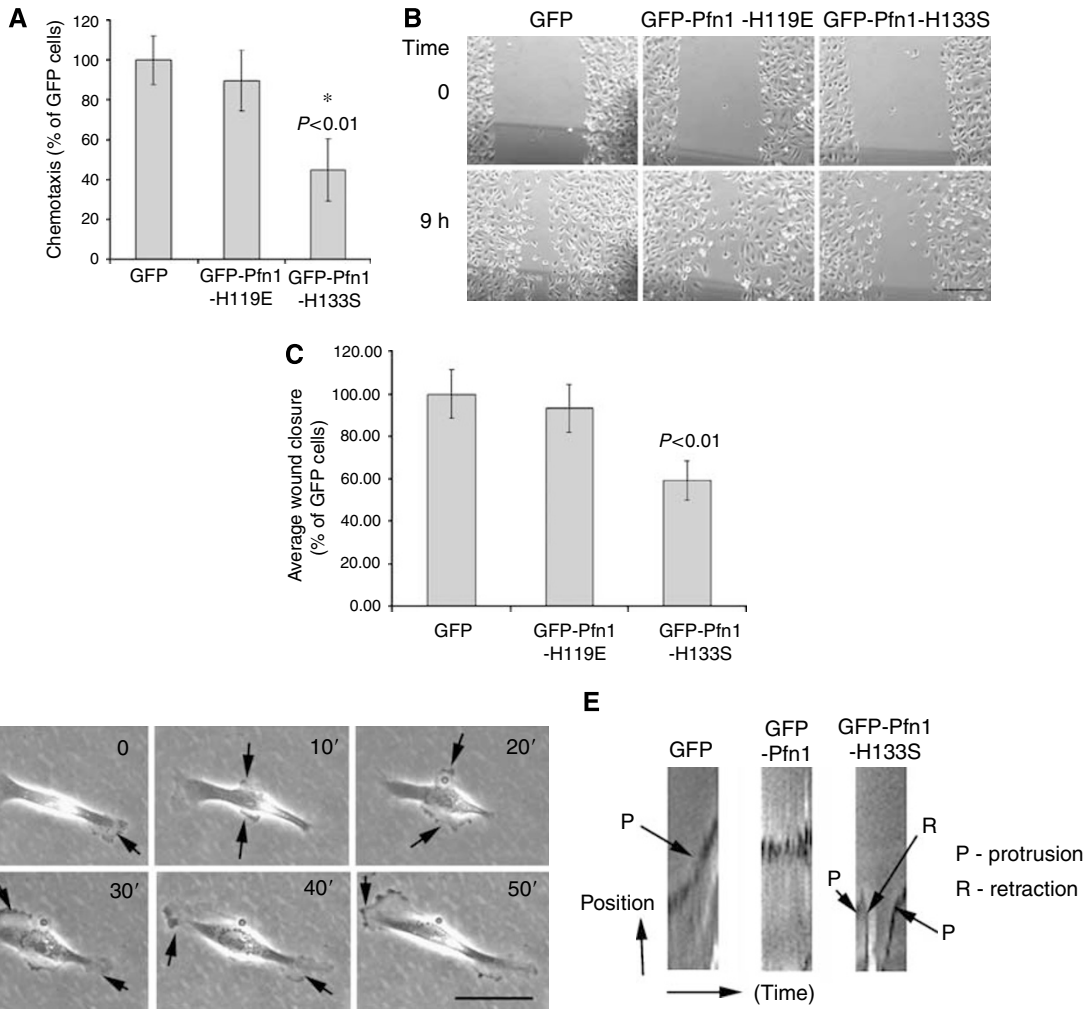 A
120
100
80
60
40
20
0
Chemotaxis (% of GFP cells)
*
P<0.01
GFP
GFP-Pfn1
-H119E
GFP-Pfn1
-H133S
B
GFP
GFP-Pfn1 -H119E
GFP-Pfn1-H133S
Time
0
9 h
C
120.00
100.00
80.00
60.00
40.00
20.00
0.00
Average wound closure
(% of GFP cells)
P<0.01
GFP
GFP-Pfn1
-H119E
GFP-Pfn1
-H133S
0
10′
20′
30′
40′
50′
E
GFP
GFP
-Pfn1
GFP-Pfn1
-H133S
P
R
P
P
P - protrusion
R - retraction
Position
(Time)